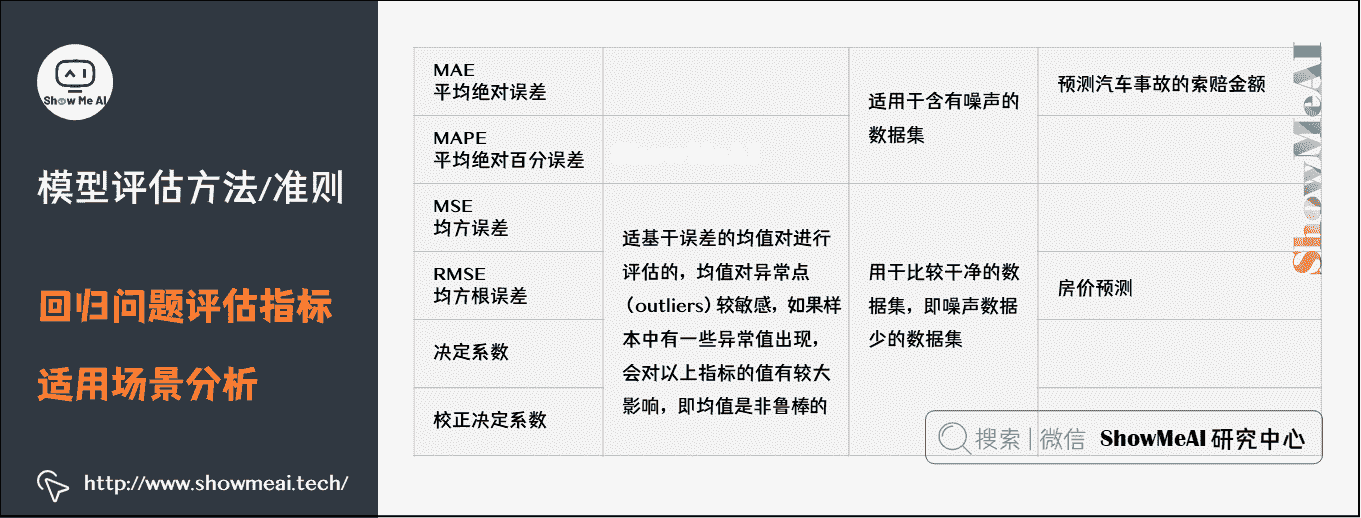 Show Me AI
模型评估方法/准则
回归问题评估指标
适用场景分析
http://www.showmeai.tech/
MAE
平均绝对误差
MAPE
平均绝对百分误差
MSE
均方误差
RMSE
均方根误差
决定系数
校正决定系数
适基于误差的均值对进行
评估的，均值对异常点
（outliers）较敏感，如果样
本中有一些异常值出现，
会对以上指标的值有较大
影响，即均值是非鲁棒的
适用于含有噪声的
数据集
用于比较干净的数
据集，即噪声数据
少的数据集
预测汽车事故的索赔金额
房价预测
ShowMeAI
搜索 | 微信 ShowMeAI 研究中心